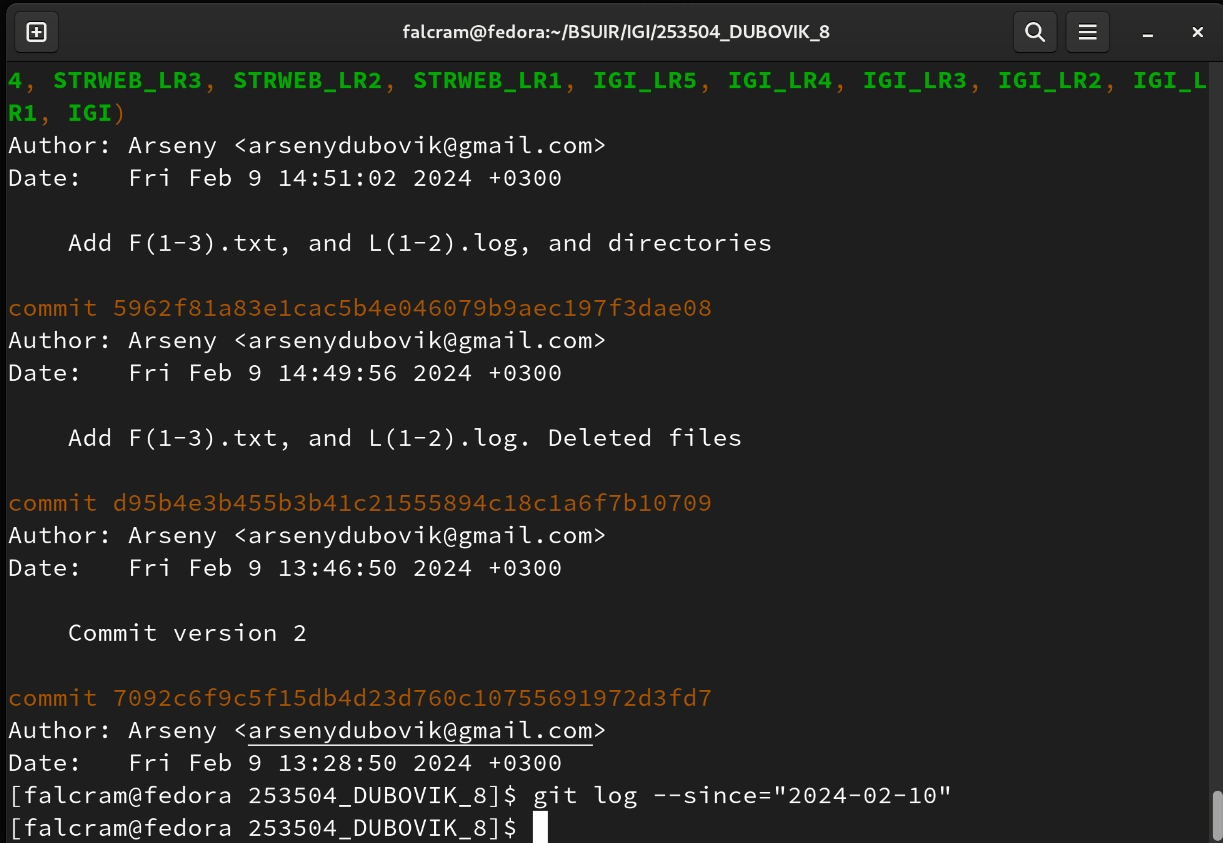 falcram@fedora:~/BSUIR/IGI/253504_DUBOVIK_8
4, STRWEB_LR3, STRWEB_LR2, STRWEB_LR1, IGI_LR5, IGI_LR4, IGI_LR3, IGI_LR2, IGI_L
R1, IGI)
Author: Arseny <arsenydubovik@gmail.com>
Date:   Fri Feb 9 14:51:02 2024 +0300
    Add F(1-3).txt, and L(1-2).log, and directories
commit 5962f81a83e1cac5b4e046079b9aec197f3dae08
Author: Arseny <arsenydubovik@gmail.com>
Date:   Fri Feb 9 14:49:56 2024 +0300
    Add F(1-3).txt, and L(1-2).log. Deleted files
commit d95b4e3b455b3b41c21555894c18c1a6f7b10709
Author: Arseny <arsenydubovik@gmail.com>
Date:   Fri Feb 9 13:46:50 2024 +0300
    Commit version 2
commit 7092c6f9c5f15db4d23d760c10755691972d3fd7
Author: Arseny <arsenydubovik@gmail.com>
Date:   Fri Feb 9 13:28:50 2024 +0300
[falcram@fedora 253504_DUBOVIK_8]$ git log --since="2024-02-10"
[falcram@fedora 253504_DUBOVIK_8]$